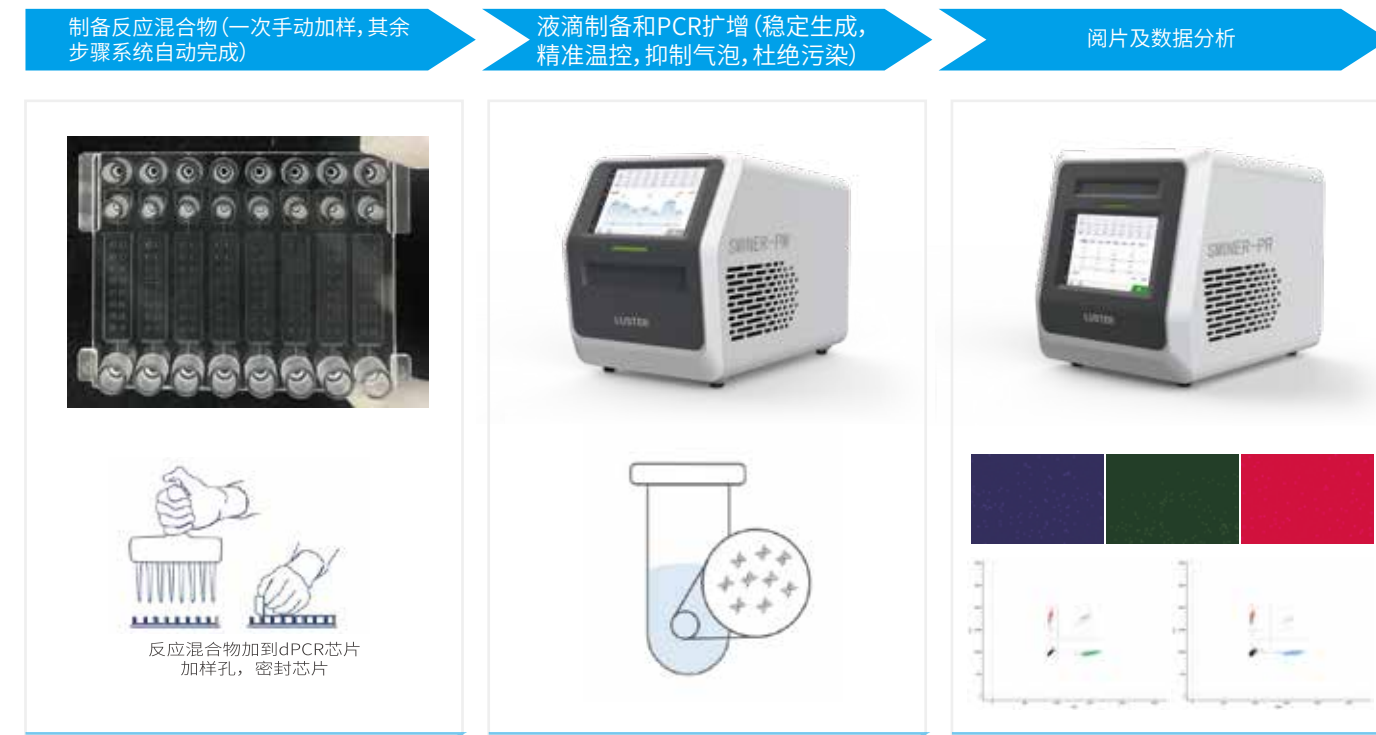 制备反应混合物（一次手动加样，其余
步骤系统自动完成）
液滴制备和PCR扩增（稳定生成，
精准温控，抑制气泡，杜绝污染）
阅片及数据分析
SMINER-PW
LUSTER
SMINER-PR
LUSTER
反应混合物加到dPCR芯片
加样孔，密封芯片